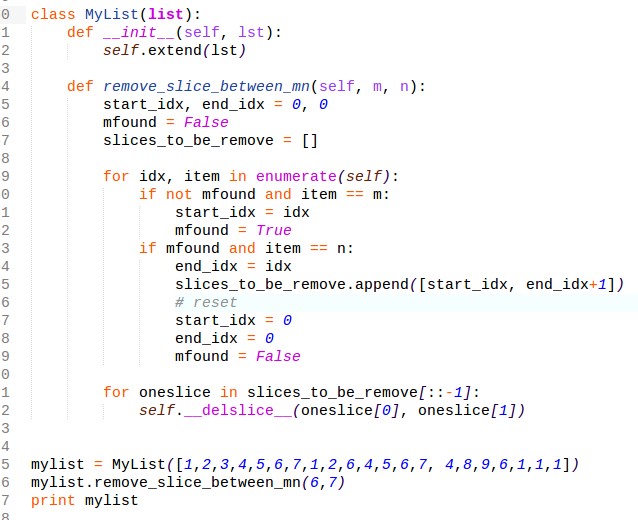 0 class MyList(list):
1     def __init__(self, lst):
2         self.extend(lst)
3
4     def remove_slice_between_mn(self, m, n):
5         start_idx, end_idx = 0, 0
6         mfound = False
7         slices_to_be_remove = []
8
9         for idx, item in enumerate(self):
0             if not mfound and item == m:
1                 start_idx = idx
2                 mfound = True
3             if mfound and item == n:
4                 end_idx = idx
5                 slices_to_be_remove.append([start_idx, end_idx+1])
6                 # reset
7                 start_idx = 0
8                 end_idx = 0
9                 mfound = False
0
1         for oneslice in slices_to_be_remove[::-1]:
2             self.__delslice__(oneslice[0], oneslice[1])
3
4
5 mylist = MyList([1,2,3,4,5,6,7,1,2,6,4,5,6,7, 4,8,9,6,1,1,1])
6 mylist.remove_slice_between_mn(6,7)
7 print mylist
8